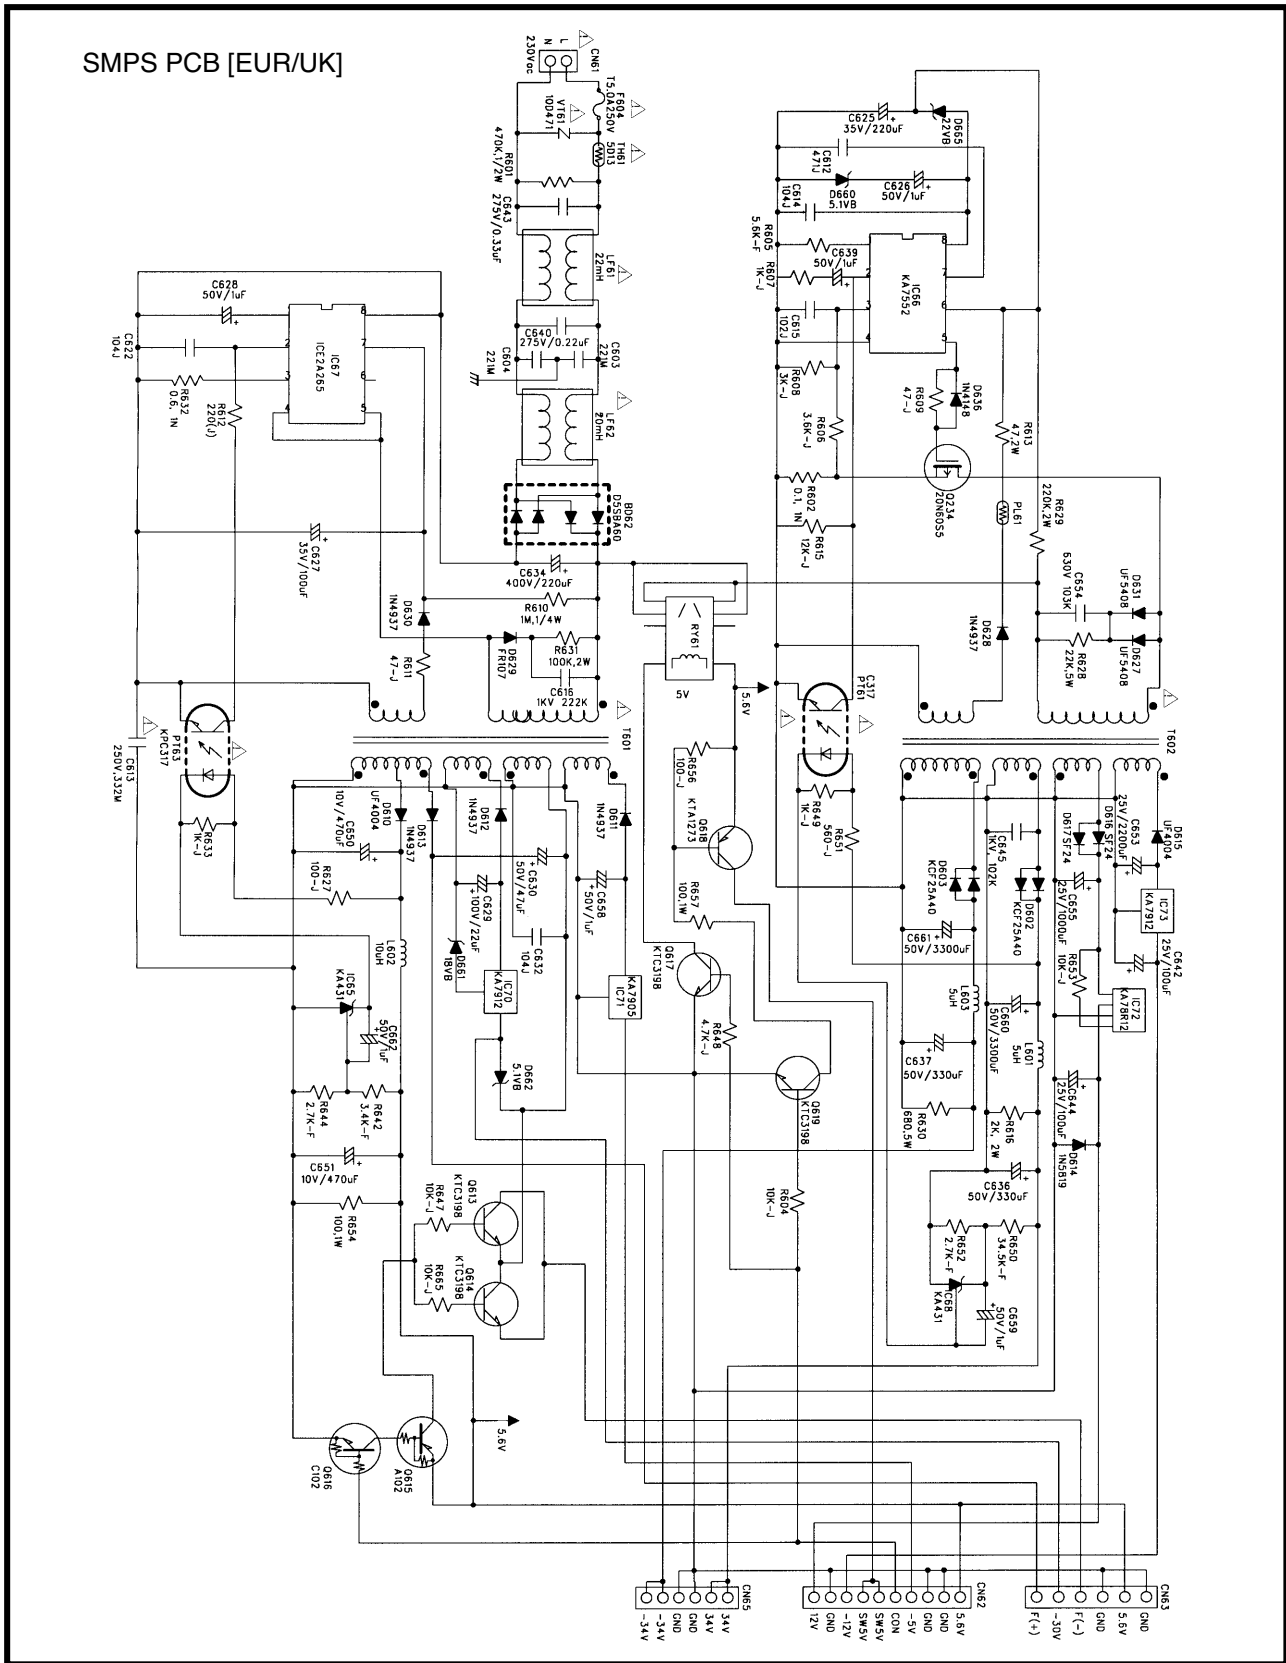 SMPS PCB [EUR/UK]
CN61
L
N
230Vac
F604
T5.0A250V
VT61
10D471
TH61
5D13
R601
470K,1/2W
C643
275V/0.33uF
LF61
22mH
C640
275V/0.22uF
C603
221M
C604
221M
LF62
20mH
BD62
D5SBA60
C634
400V/220uF
R610
1M,1/4W
R631
100K,2W
D629
FR107
C616
1KV 222K
T601
C628
50V/1uF
C622
104J
8
IC67
ICE2A265
2
7
3
6
4
5
R632
0.6, 1N
R612
220(J)
C627
35V/100uF
D630
1N4937
R611
47-J
PT63
KPC317
C613
250V,332M
R633
1K-J
C625
35V/220uF
D665
22VB
C612
471J
D660
5.1VB
C626
50V/1uF
C614
104J
R605
5.6K-F
C639
50V/1uF
R607
1K-J
8
IC66
KA7552
2
7
3
6
4
5
C615
102J
R608
3K-J
R606
3.6K-J
R609
47-J
D636
1N4148
R613
47,2W
Q234
20N60S5
R602
0.1, 1N
R615
12K-J
PL61
R629
220K,2W
C654
630V 103K
D631
UF5408
D627
UF5408
R628
22K,5W
D628
1N4937
T602
RY61
5V
5.6V
C317
PT61
R656
100-J
Q618
KTA1273
R649
1K-J
R651
560-J
R657
100,1W
Q617
KTC3198
R648
4.7K-J
Q619
KTC3198
R604
10K-J
D610
UF4004
D613
1N4937
C650
10V/470uF
R627
100-J
L602
10uH
IC65
KA431
C662
50V/1uF
R644
2.7K-F
R642
3.4K-F
C651
10V/470uF
R654
100,1W
D612
1N4937
C629
100V/22uF
D661
18VB
C630
50V/47uF
C632
104J
IC70
KA7912
D611
1N4937
C658
50V/1uF
KA7905
IC71
D662
5.1VB
Q613
KTC3198
R647
10K-J
Q614
KTC3198
R665
10K-J
5.6V
Q616
C102
Q615
A102
D603
KCF25A40
C661
50V/3300uF
L603
5uH
C637
50V/330uF
R630
680,5W
C645
1KV, 102K
D602
KCF25A40
C660
50V/3300uF
L601
5uH
R616
2K, 2W
C636
50V/330uF
R652
2.7K-F
R650
34.5K-F
IC68
KA431
C659
50V/1uF
D617 SF24
D616 SF24
C653
25V/2200uF
D615
UF4004
IC73
KA7912
C655
25V/1000uF
R653
10K-J
C642
25V/100uF
IC72
KA78R12
C644
25V/100uF
D614
1N5819
CN65
-34V
-34V
GND
GND
34V
34V
CN62
12V
GND
-12V
SW5V
SW5V
CON
-5V
GND
GND
5.6V
CN63
F(+)
-30V
F(-)
GND
5.6V
GND